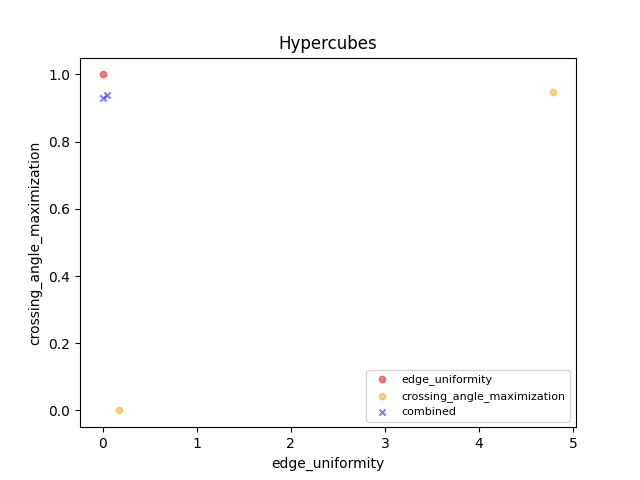 Hypercubes
crossing_angle_maximization
1.0
0.8
0.6
0.4
0.2
0.0
0 1 2 3 4 5
edge_uniformity
edge_uniformity
crossing_angle_maximization
combined